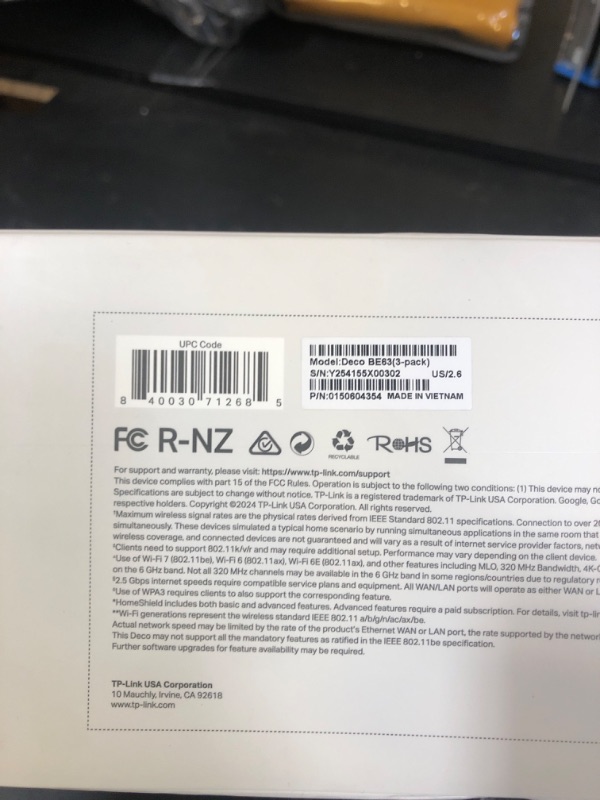 UPC Code
8 40030 71268 5
Model:Deco BE63(3-pack)
S/N:Y254155X00302 US/2.6
P/N:0150604354 MADE IN VIETNAM
FC R-NZ
RECYCLABLE
RoHS
For support and warranty, please visit: https://www.tp-link.com/support
This device complies with part 15 of the FCC Rules. Operation is subject to the following two conditions: (1) This device may no
Specifications are subject to change without notice. TP-Link is a registered trademark of TP-Link USA Corporation. Google, Go
respective holders. Copyright ©2024 TP-Link USA Corporation. All rights reserved.
†Maximum wireless signal rates are the physical rates derived from IEEE Standard 802.11 specifications. Connection to over 2
simultaneously. These devices simulated a typical home scenario by running simultaneous applications in the same room that
wireless coverage, and connected devices are not guaranteed and will vary as a result of internet service provider factors, net
‡Clients need to support 802.11k/v/r and may require additional setup. Performance may vary depending on the client device.
Use of Wi-Fi 7 (802.11be), Wi-Fi 6 (802.11ax), Wi-Fi 6E (802.11ax), and other features including MLO, 320 MHz Bandwidth, 4K-
on the 6 GHz band. Not all 320 MHz channels may be available in the 6 GHz band in some regions/countries due to regulatory
§2.5 Gbps internet speeds require compatible service plans and equipment. All WAN/LAN ports will operate as either WAN or L
Use of WPA3 requires clients to also support the corresponding feature.
*HomeShield includes both basic and advanced features. Advanced features require a paid subscription. For details, visit tp-lin
**Wi-Fi generations represent the wireless standard IEEE 802.11 a/b/g/n/ac/ax/be.
Actual network speed may be limited by the rate of the product's Ethernet WAN or LAN port, the rate supported by the networ
This Deco may not support all the mandatory features as ratified in the IEEE 802.11be specification.
Further software upgrades for feature availability may be required.
TP-Link USA Corporation
10 Mauchly, Irvine, CA 92618
www.tp-link.com